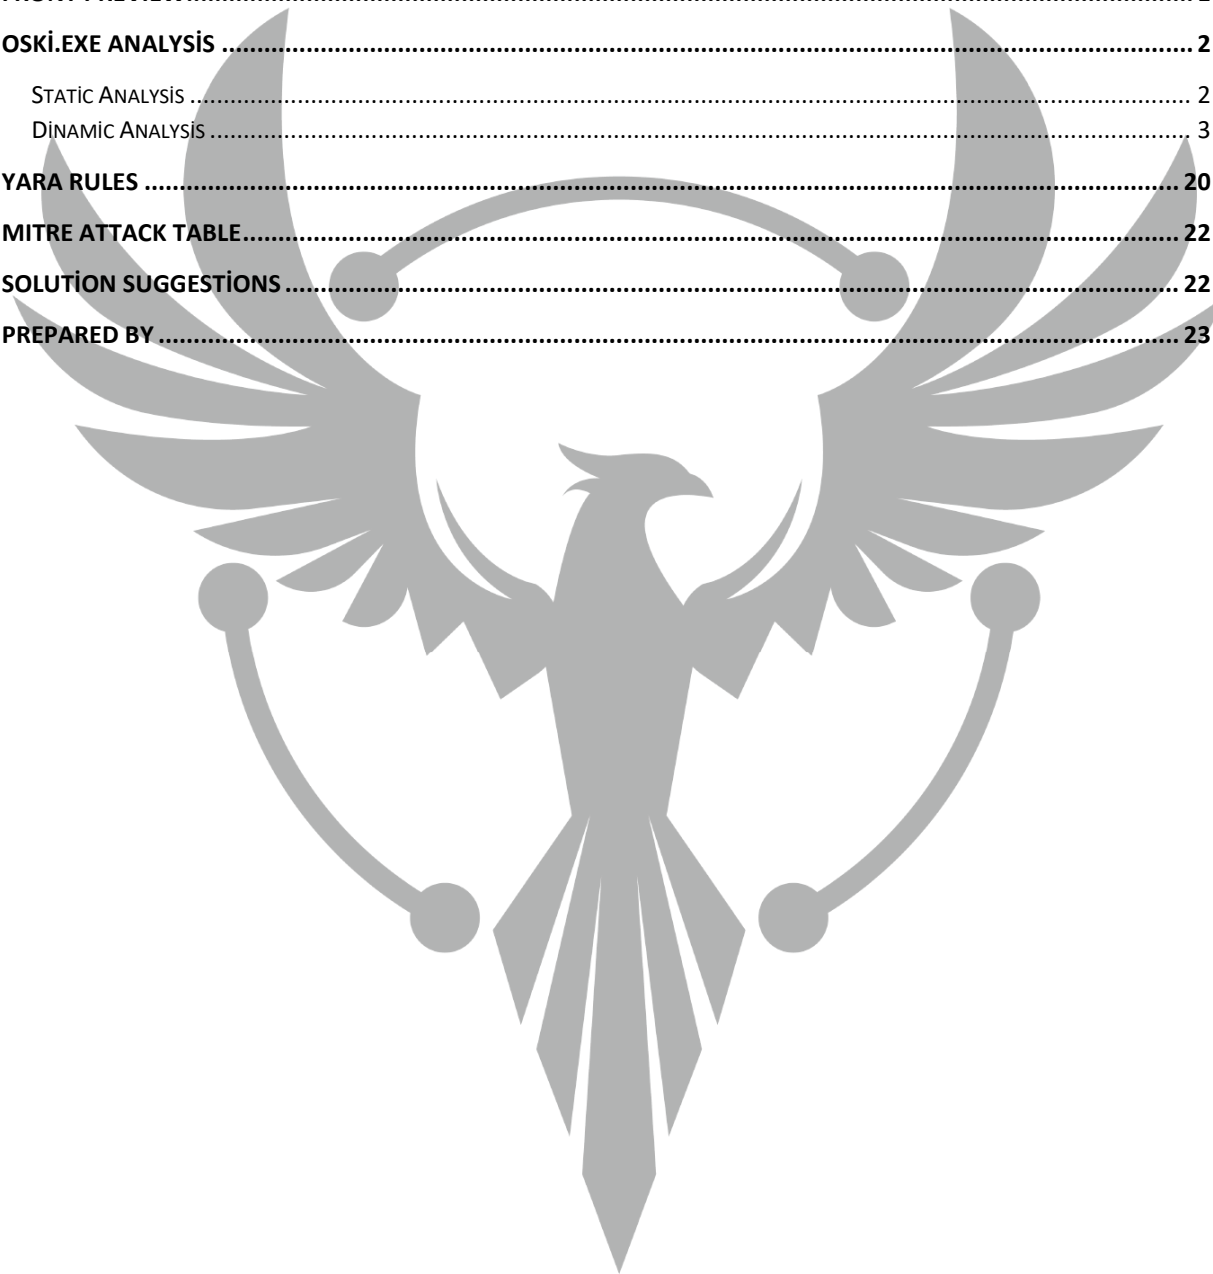 OSKİ.EXE ANALYSİS ........ 2
STATİC ANALYSİS ........ 2
DİNAMİC ANALYSİS ........ 3
YARA RULES ........ 20
MITRE ATTACK TABLE ........ 22
SOLUTİON SUGGESTİONS ........ 22
PREPARED BY ........ 23